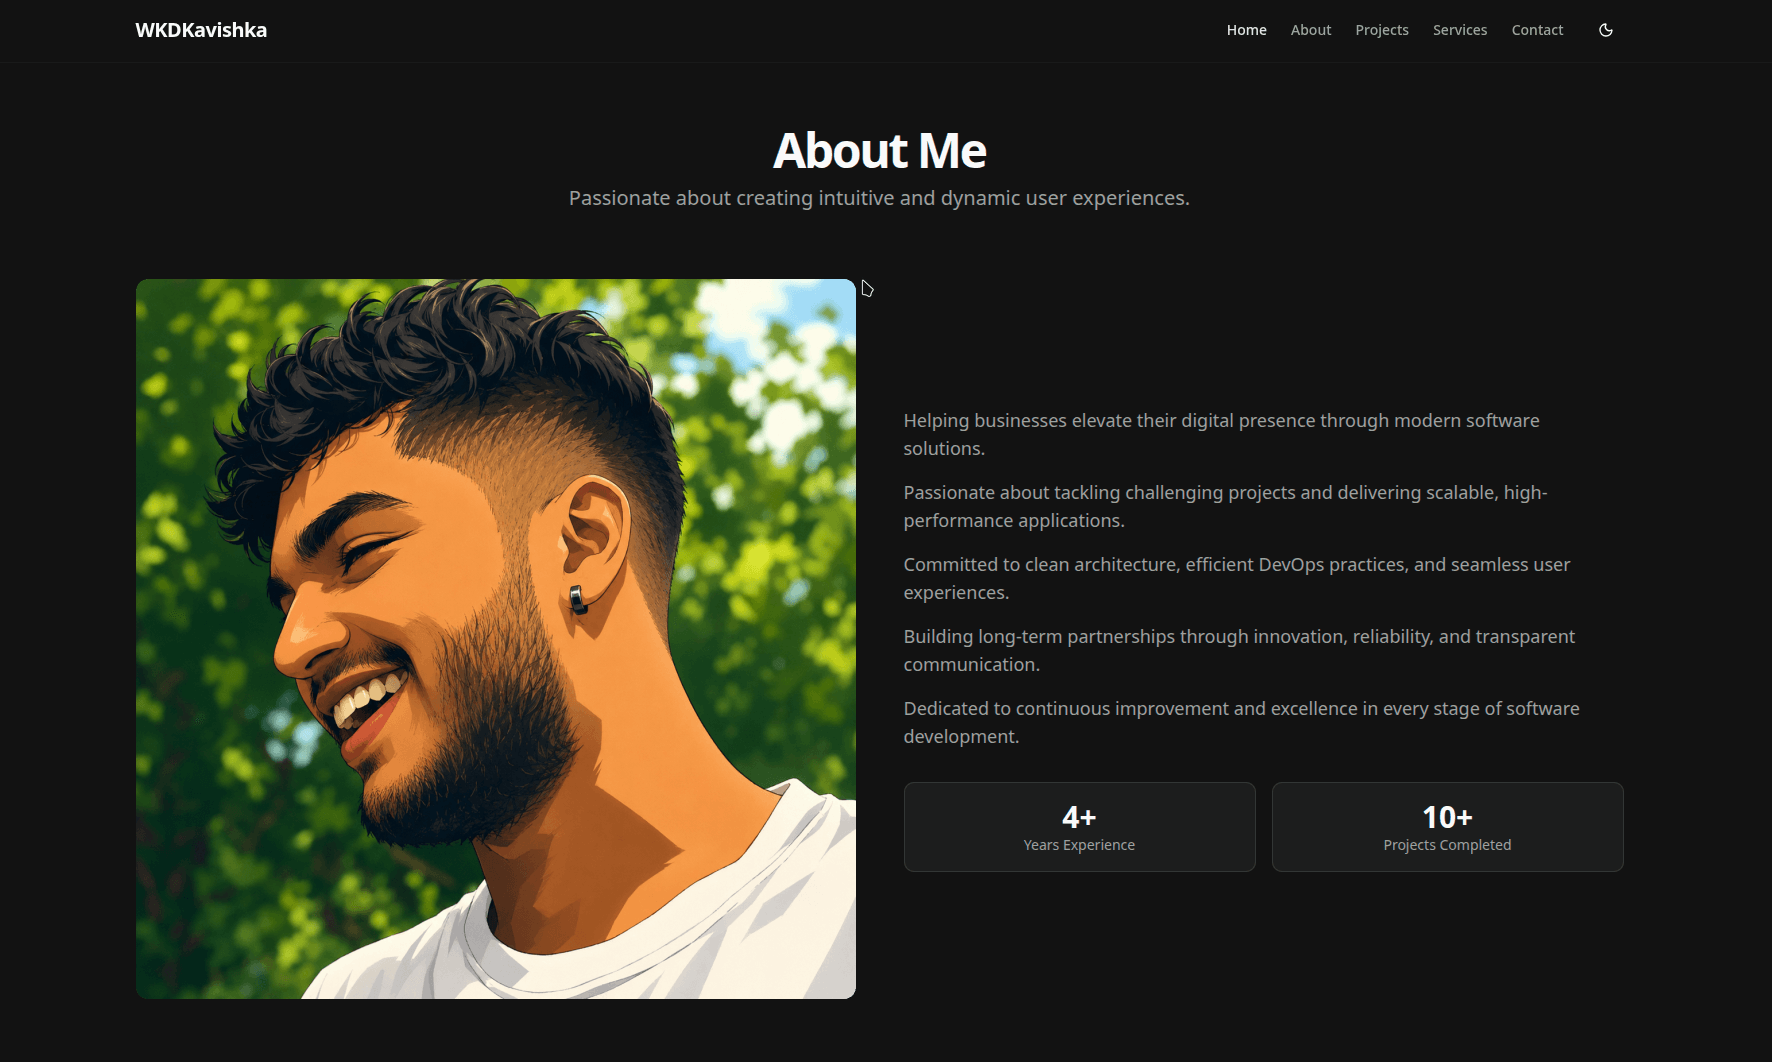 WKDKavishka
Home About Projects Services Contact
About Me
Passionate about creating intuitive and dynamic user experiences.
Helping businesses elevate their digital presence through modern software
solutions.
Passionate about tackling challenging projects and delivering scalable, high-
performance applications.
Committed to clean architecture, efficient DevOps practices, and seamless user
experiences.
Building long-term partnerships through innovation, reliability, and transparent
communication.
Dedicated to continuous improvement and excellence in every stage of software
development.
4+
Years Experience
10+
Projects Completed